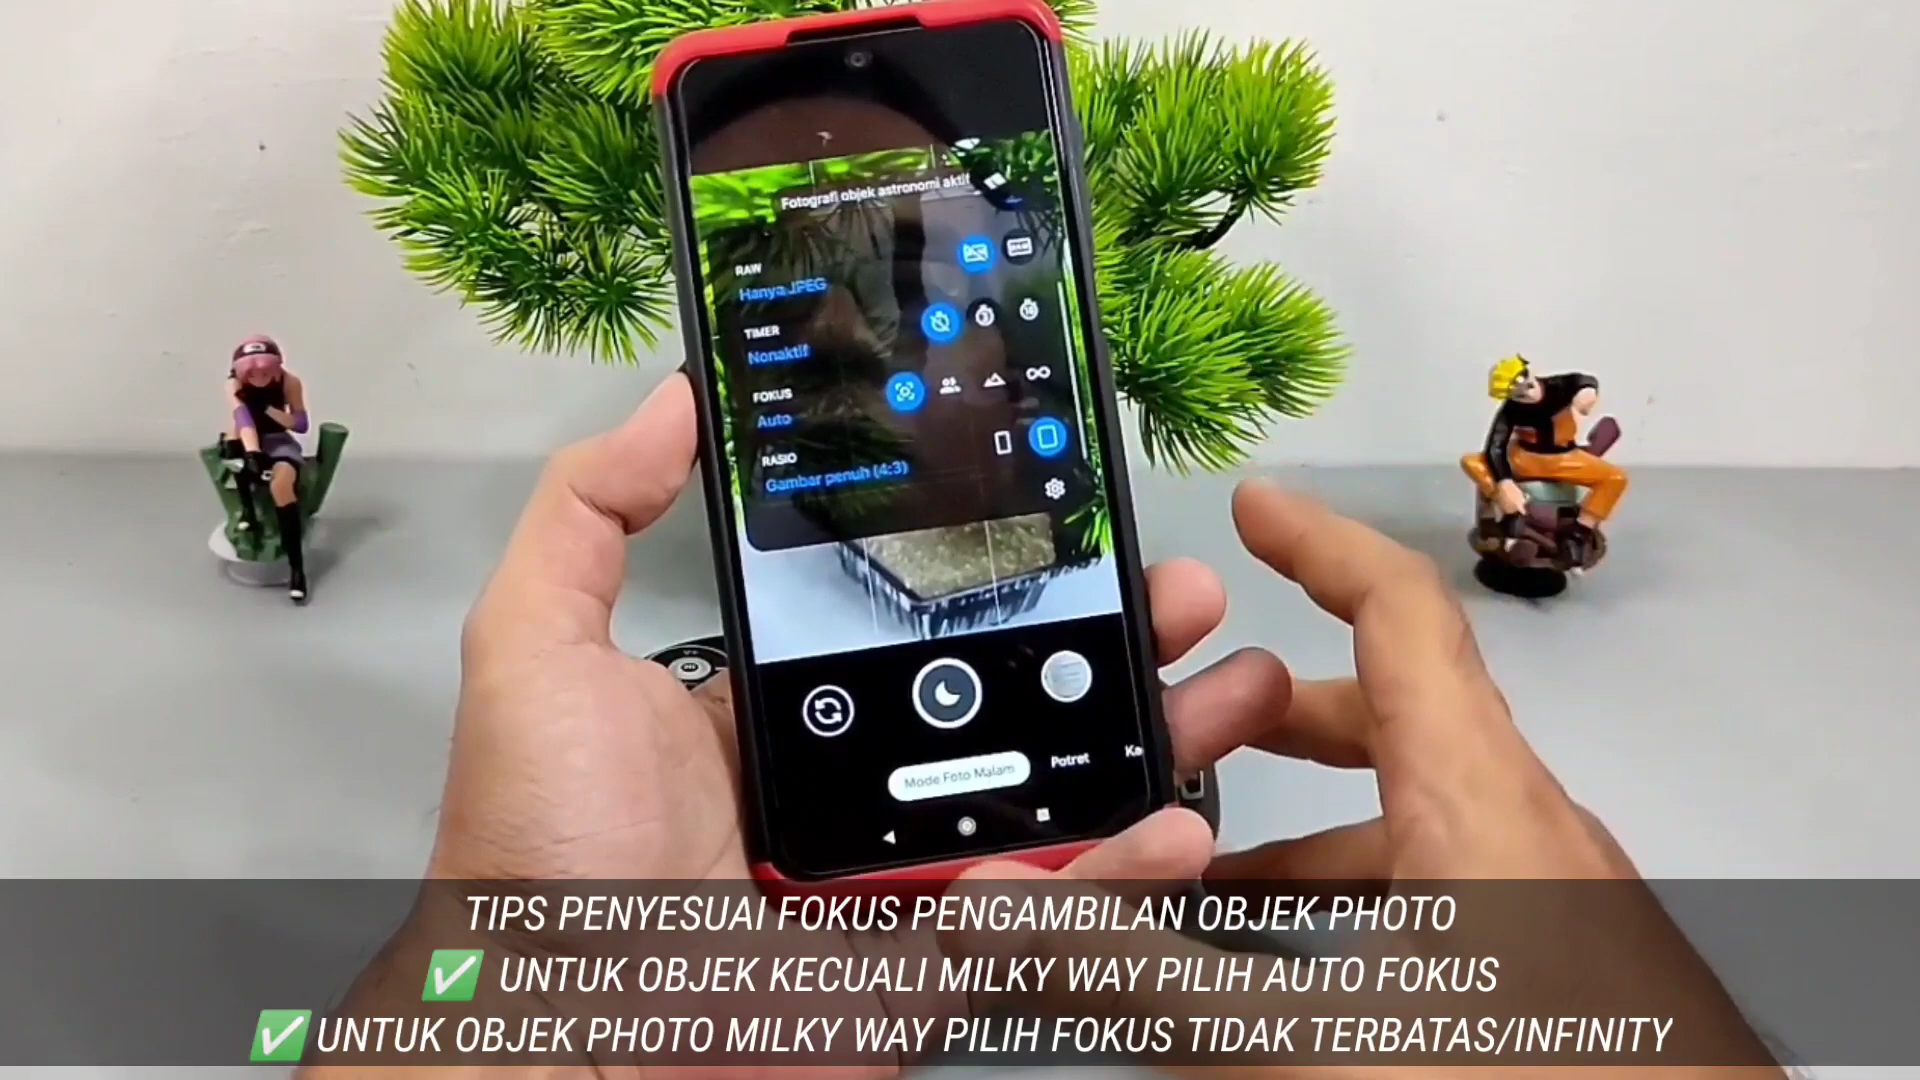 Fotografi objek astronomi aktif
RAW
Hanya JPEG
TIMER
Nonaktif
FOKUS
Auto
RASIO
Gambar penuh (4:3)
Mode Foto Malam
Potret
TIPS PENYESUAI FOKUS PENGAMBILAN OBJEK PHOTO
✅ UNTUK OBJEK KECUALI MILKY WAY PILIH AUTO FOKUS
✅ UNTUK OBJEK PHOTO MILKY WAY PILIH FOKUS TIDAK TERBATAS/INFINITY